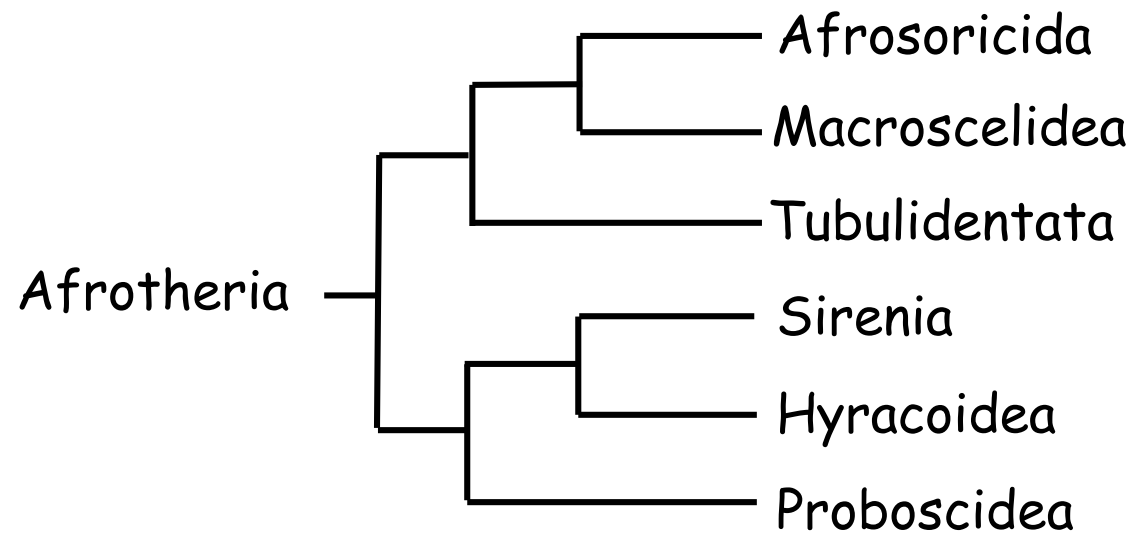 Afrosoricida
Macroscelidea
Tubulidentata
Afrotheria
Sirenia
Hyracoidea
Proboscidea